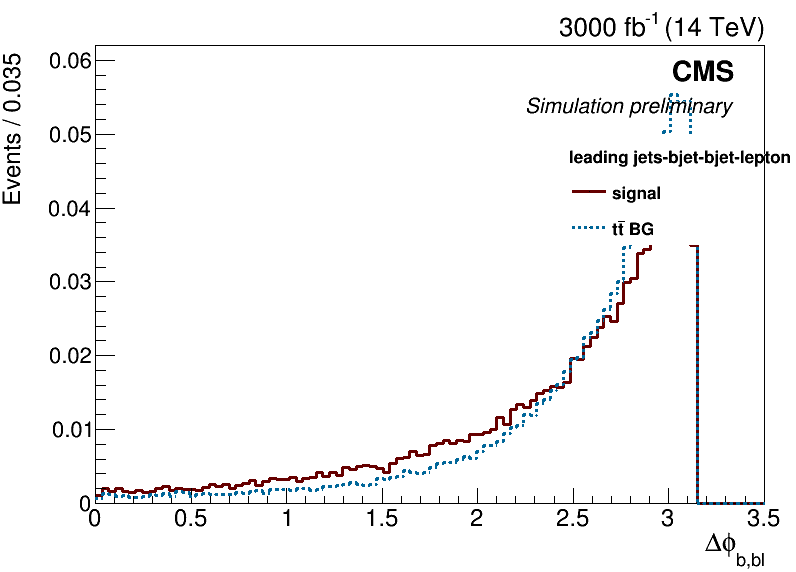 3000 fb-1 (14 TeV)
CMS
Simulation preliminary
leading jets-bjet-bjet-lepton
signal
tt̄ BG
Events / 0.035
0.06
0.05
0.04
0.03
0.02
0.01
0
0 0.5 1 1.5 2 2.5 3 3.5
Δϕb,bl